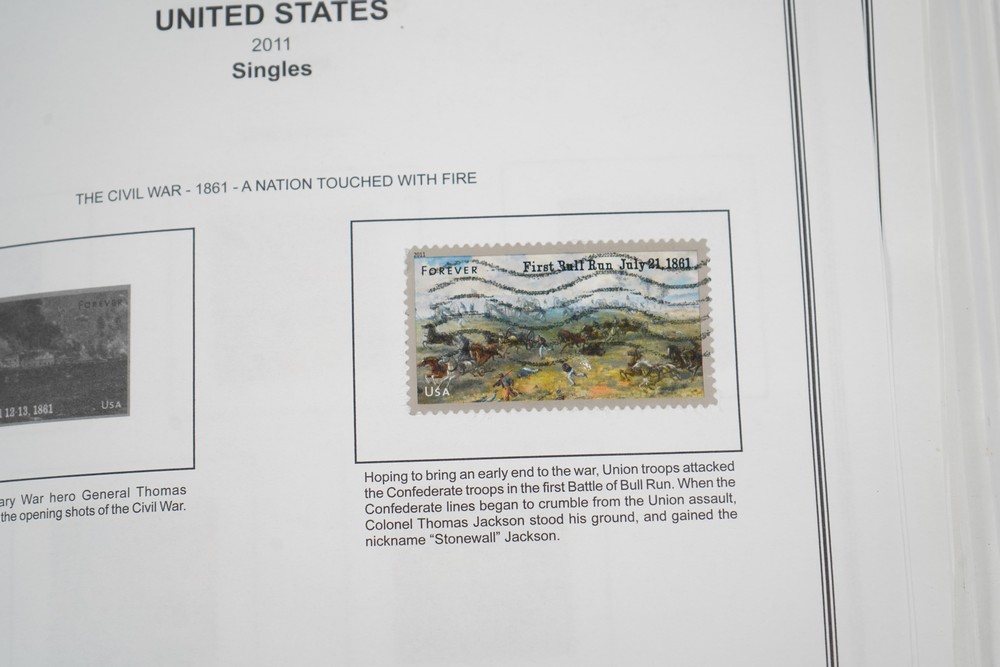 UNITED STATES
2011
Singles
THE CIVIL WAR - 1861 - A NATION TOUCHED WITH FIRE
FOREVER
12-13, 1861
USA
ary War hero General Thomas
the opening shots of the Civil War.
2011
FOREVER
First Bull Run July 21, 1861
USA
Hoping to bring an early end to the war, Union troops attacked
the Confederate troops in the first Battle of Bull Run. When the
Confederate lines began to crumble from the Union assault,
Colonel Thomas Jackson stood his ground, and gained the
nickname “Stonewall” Jackson.